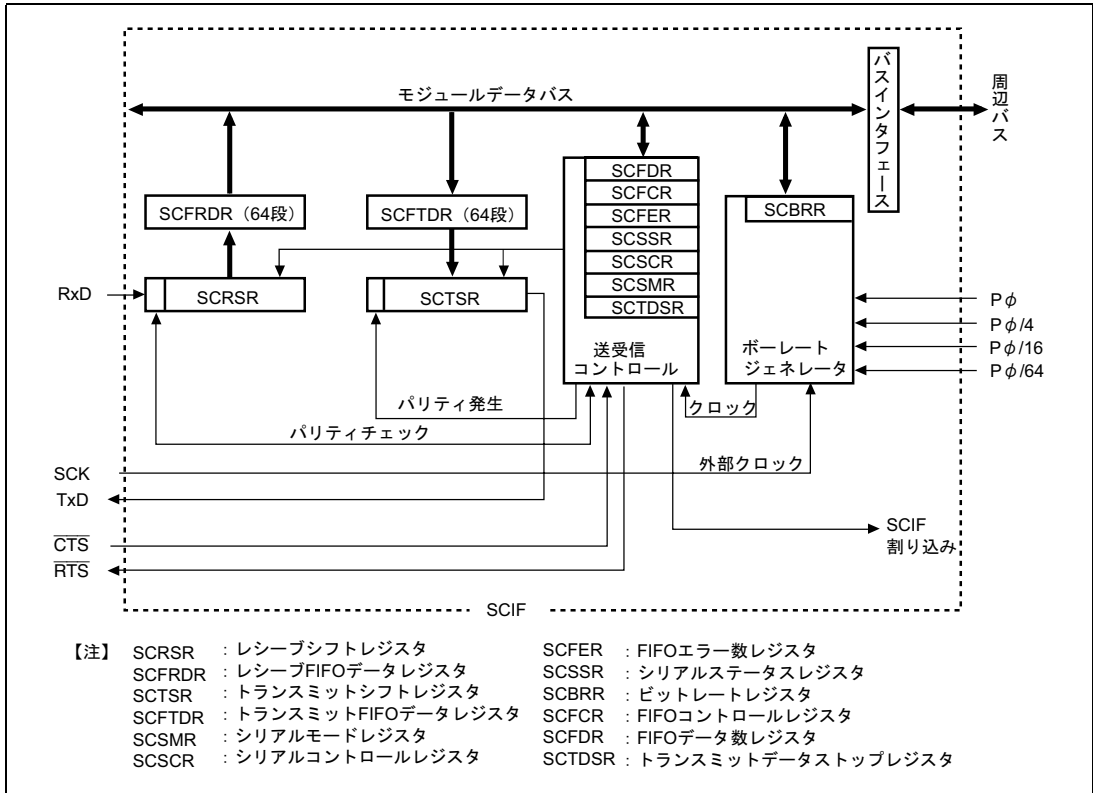 モジュールデータバス
バスインタフェース
周辺バス
SCFRDR（64段）
SCFTDR（64段）
SCFDR
SCFCR
SCFER
SCSSR
SCSCR
SCSMR
SCTDSR
SCBRR
RxD
SCRSR
SCTSR
送受信
コントロール
ボーレート
ジェネレータ
Pφ
Pφ/4
Pφ/16
Pφ/64
パリティ発生
クロック
パリティチェック
SCK
外部クロック
TxD
CTS
RTS
SCIF
割り込み
SCIF
【注】 SCRSR ：レシーブシフトレジスタ
SCFRDR ：レシーブFIFOデータレジスタ
SCTSR ：トランスミットシフトレジスタ
SCFTDR ：トランスミットFIFOデータレジスタ
SCSMR ：シリアルモードレジスタ
SCSCR ：シリアルコントロールレジスタ
SCFER ：FIFOエラー数レジスタ
SCSSR ：シリアルステータスレジスタ
SCBRR ：ビットレートレジスタ
SCFCR ：FIFOコントロールレジスタ
SCFDR ：FIFOデータ数レジスタ
SCTDSR ：トランスミットデータストップレジスタ